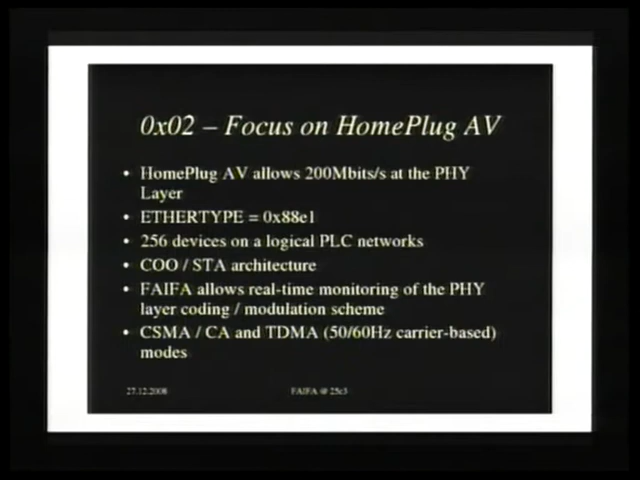 0x02 – Focus on HomePlug AV
• HomePlug AV allows 200Mbits/s at the PHY
Layer
• ETHERTYPE = 0x88e1
• 256 devices on a logical PLC networks
• COO / STA architecture
• FAIFA allows real-time monitoring of the PHY
layer coding / modulation scheme
• CSMA / CA and TDMA (50/60Hz carrier-based)
modes
27.12.2008
FAIFA @ 25c3